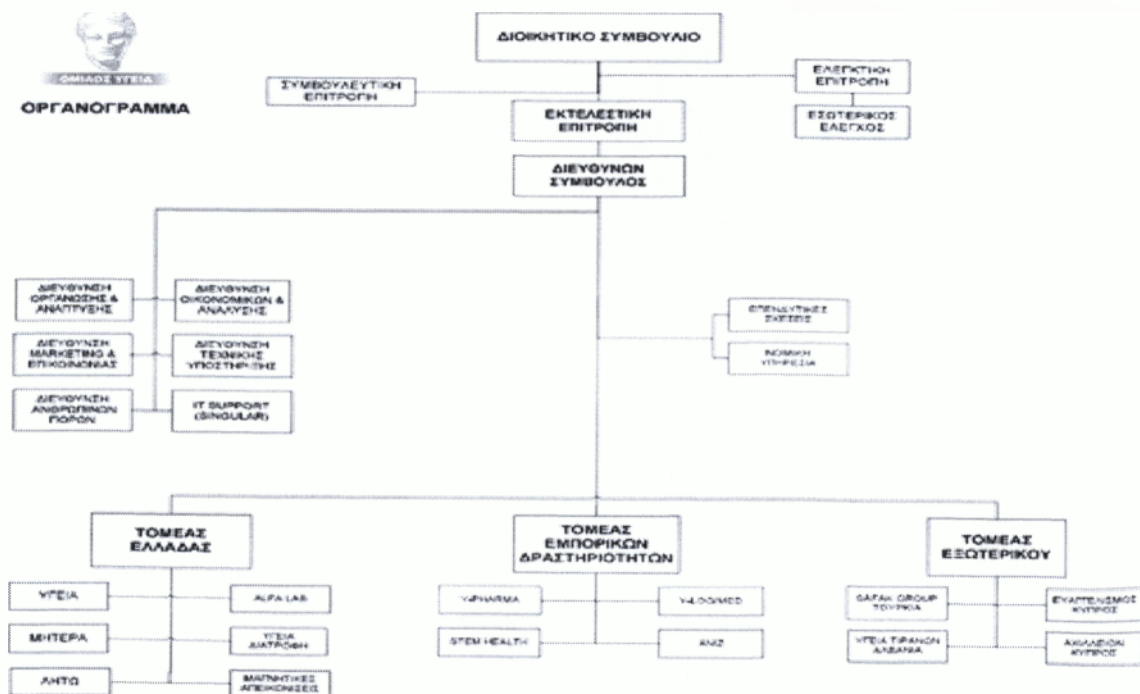 ΟΜΙΛΟΣ ΥΓΕΙΑ
ΟΡΓΑΝΟΓΡΑΜΜΑ
ΔΙΟΙΚΗΤΙΚΟ ΣΥΜΒΟΥΛΙΟ
ΣΥΜΒΟΥΛΕΥΤΙΚΗ
ΕΠΙΤΡΟΠΗ
ΕΛΕΓΚΤΙΚΗ
ΕΠΙΤΡΟΠΗ
ΕΣΩΤΕΡΙΚΟΣ
ΕΛΕΓΧΟΣ
ΕΚΤΕΛΕΣΤΙΚΗ
ΕΠΙΤΡΟΠΗ
ΔΙΕΥΘΥΝΩΝ
ΣΥΜΒΟΥΛΟΣ
ΔΙΕΥΘΥΝΣΗ
ΟΡΓΑΝΩΣΗΣ &
ΑΝΑΠΤΥΞΗΣ
ΔΙΕΥΘΥΝΣΗ
ΟΙΚΟΝΟΜΙΚΩΝ &
ΑΝΑΛΥΣΗΣ
ΔΙΕΥΘΥΝΣΗ
MARKETING &
ΕΠΙΚΟΙΝΩΝΙΑΣ
ΔΙΕΥΘΥΝΣΗ
ΤΕΧΝΙΚΗΣ
ΥΠΟΣΤΗΡΙΞΗΣ
ΔΙΕΥΘΥΝΣΗ
ΑΝΘΡΩΠΙΝΩΝ
ΠΟΡΩΝ
IT SUPPORT
(SINGULAR)
ΕΠΕΝΔΥΤΙΚΕΣ
ΣΧΕΣΕΙΣ
ΝΟΜΙΚΗ
ΥΠΗΡΕΣΙΑ
ΤΟΜΕΑΣ
ΕΛΛΑΔΑΣ
ΥΓΕΙΑ
ALFA LAB
ΜΗΤΕΡΑ
ΥΓΕΙΑ
ΔΙΑΤΡΟΦΗ
ΛΗΤΩ
ΜΑΓΝΗΤΙΚΕΣ
ΑΠΕΙΚΟΝΙΣΕΙΣ
ΤΟΜΕΑΣ
ΕΜΠΟΡΙΚΩΝ
ΔΡΑΣΤΗΡΙΟΤΗΤΩΝ
Y-PHARMA
Y-LOGIMED
STEM HEALTH
ANIZ
ΤΟΜΕΑΣ
ΕΞΩΤΕΡΙΚΟΥ
SAFAK GROUP
ΤΟΥΡΚΙΑ
ΕΥΑΓΓΕΛΙΣΜΟΣ
ΚΥΠΡΟΣ
ΥΓΕΙΑ ΤΙΡΑΝΩΝ
ΑΛΒΑΝΙΑ
ΑΧΙΛΛΕΙΟΝ
ΚΥΠΡΟΣ